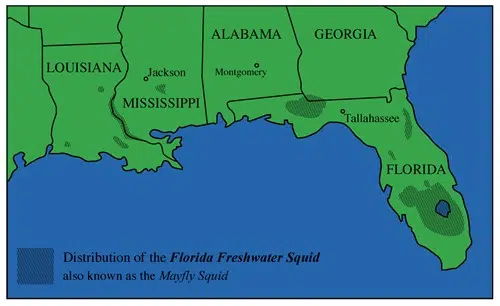 ALABAMA
GEORGIA
LOUISIANA
Jackson
Montgomery
MISSISSIPPI
Tallahassee
FLORIDA
Distribution of the Florida Freshwater Squid
also known as the Mayfly Squid